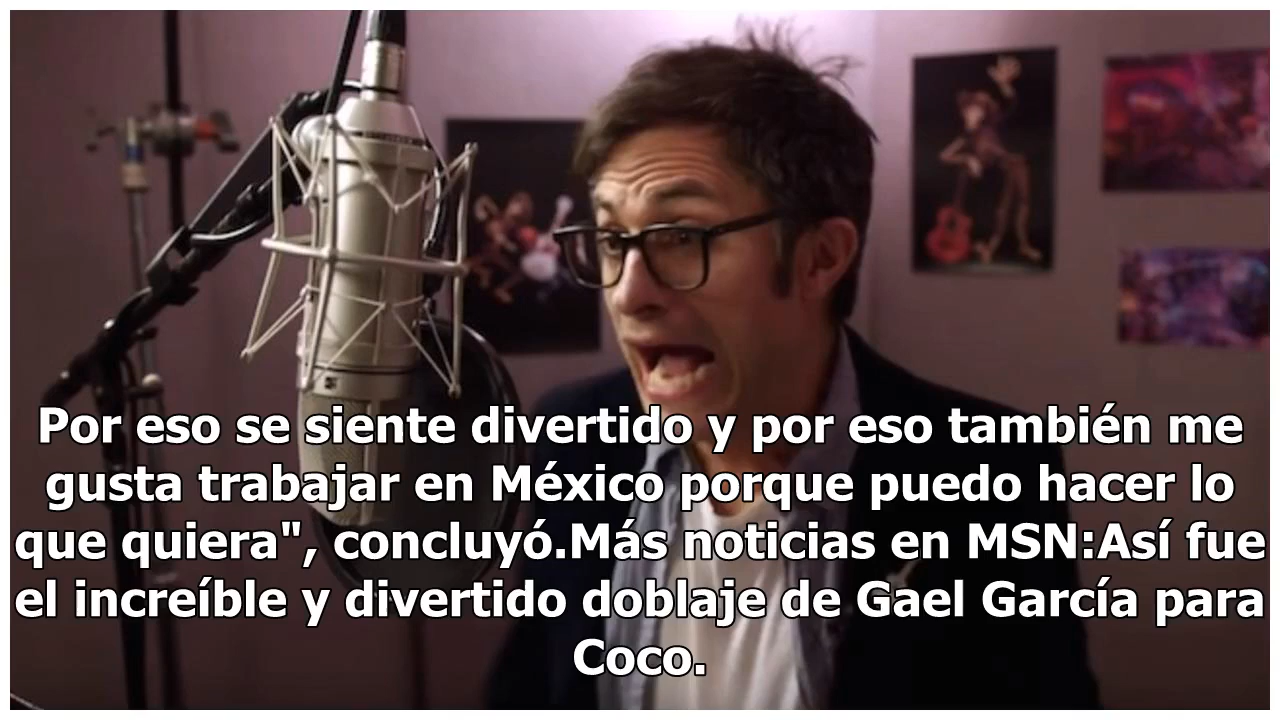 Por eso se siente divertido y por eso también me
gusta trabajar en México porque puedo hacer lo
que quiera", concluyó.Más noticias en MSN:Así fue
el increíble y divertido doblaje de Gael García para
Coco.